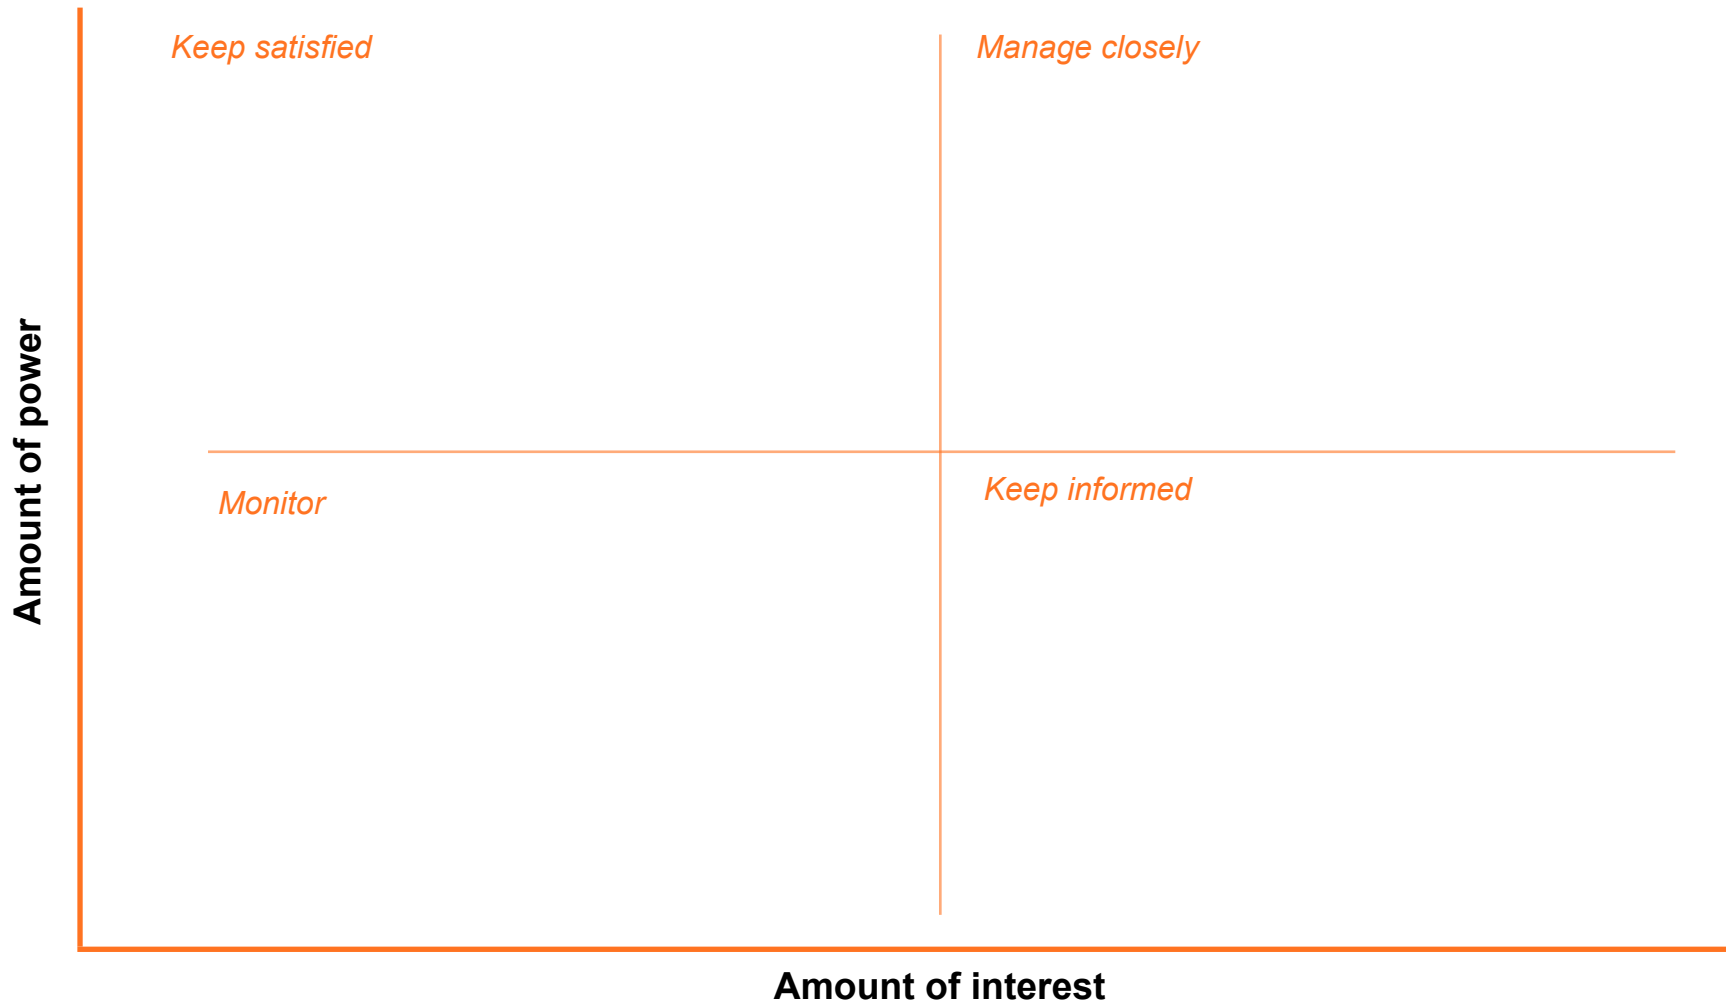 Keep satisfied
Manage closely
Amount of power
Monitor
Keep informed
Amount of interest